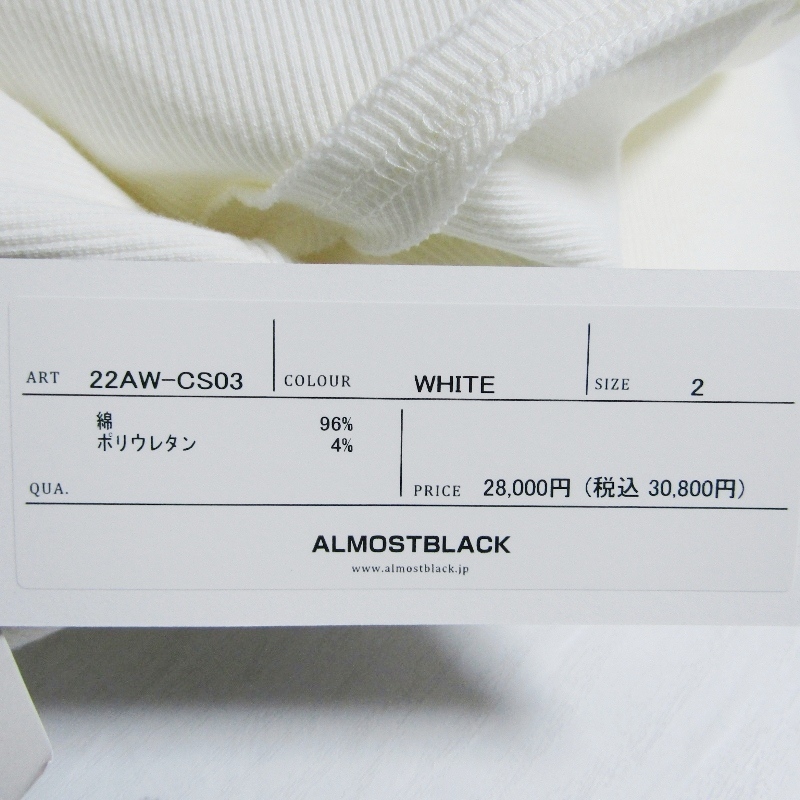 ART 22AW-CS03 COLOUR WHITE SIZE 2
綿 96%
ポリウレタン 4%
QUA. PRICE 28,000円 (税込 30,800円)
ALMOSTBLACK
www.almostblack.jp